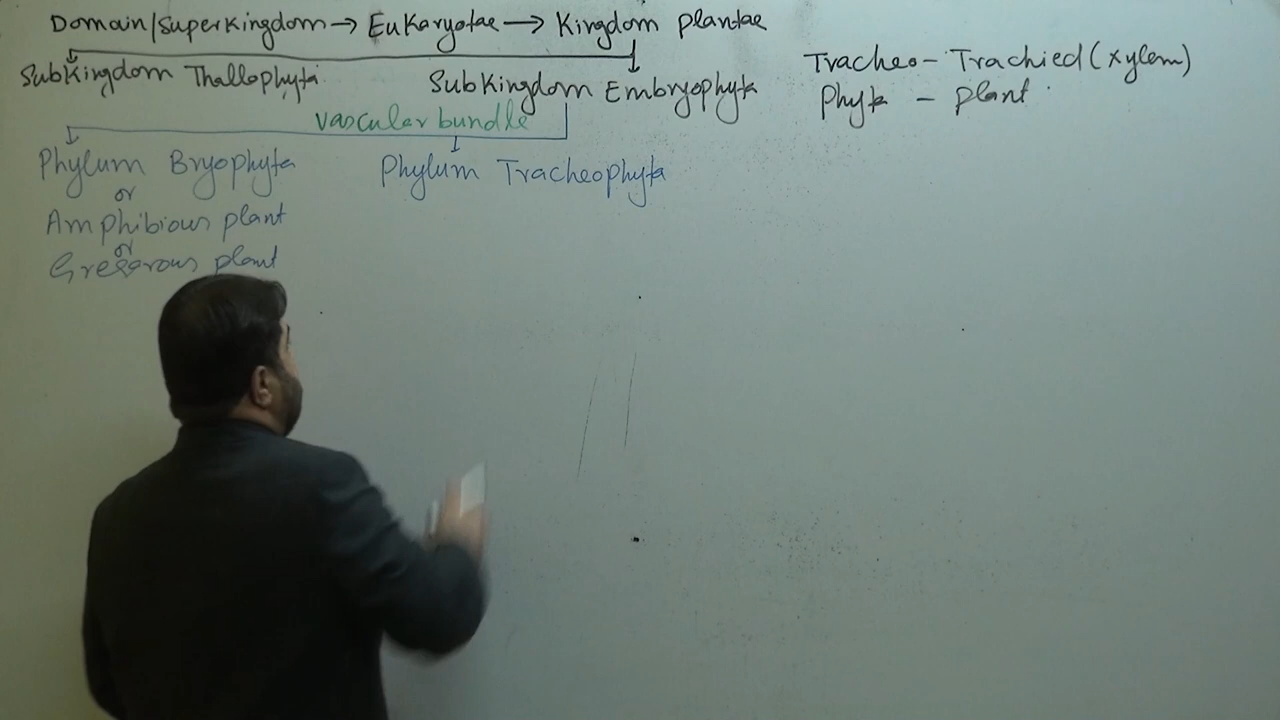 Domain/superkingdom → Eukaryotae → Kingdom plantae
Subkingdom Thallophyta
Subkingdom Embryophyta
Tracheo - Trachied (xylem)
Phyta - plant
vascular bundle
Phylum Bryophyta
or
Amphibious plant
or
Phylum Tracheophyta
plant